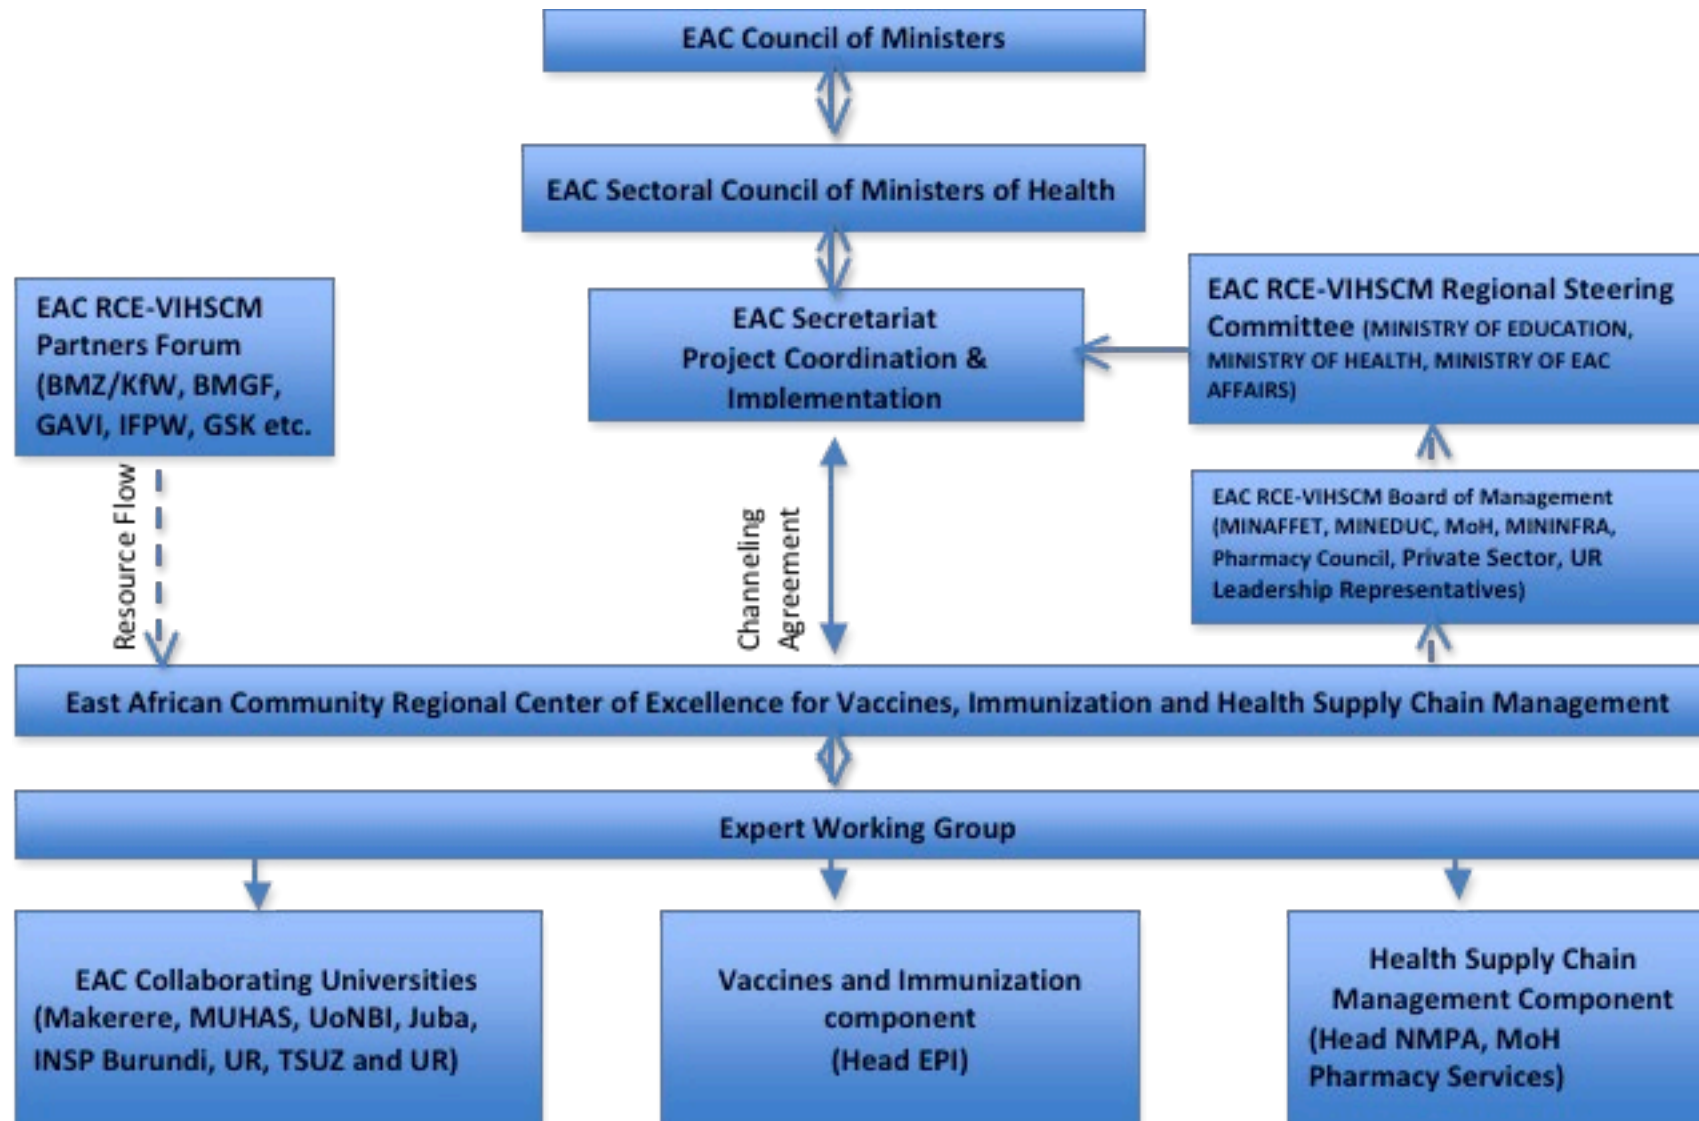 EAC Council of Ministers
EAC Sectoral Council of Ministers of Health
EAC RCE-VIHSCM
Partners Forum
(BMZ/KfW, BMGF,
GAVI, IFPW, GSK etc.
EAC Secretariat
Project Coordination &
Implementation
EAC RCE-VIHSCM Regional Steering
Committee (MINISTRY OF EDUCATION,
MINISTRY OF HEALTH, MINISTRY OF EAC
AFFAIRS)
EAC RCE-VIHSCM Board of Management
(MINAFFET, MINEDUC, MoH, MININFRA,
Pharmacy Council, Private Sector, UR
Leadership Representatives)
Resource Flow
Channeling
Agreement
East African Community Regional Center of Excellence for Vaccines, Immunization and Health Supply Chain Management
Expert Working Group
EAC Collaborating Universities
(Makerere, MUHAS, UoNBI, Juba,
INSP Burundi, UR, TSUZ and UR)
Vaccines and Immunization
component
(Head EPI)
Health Supply Chain
Management Component
(Head NMPA, MoH
Pharmacy Services)